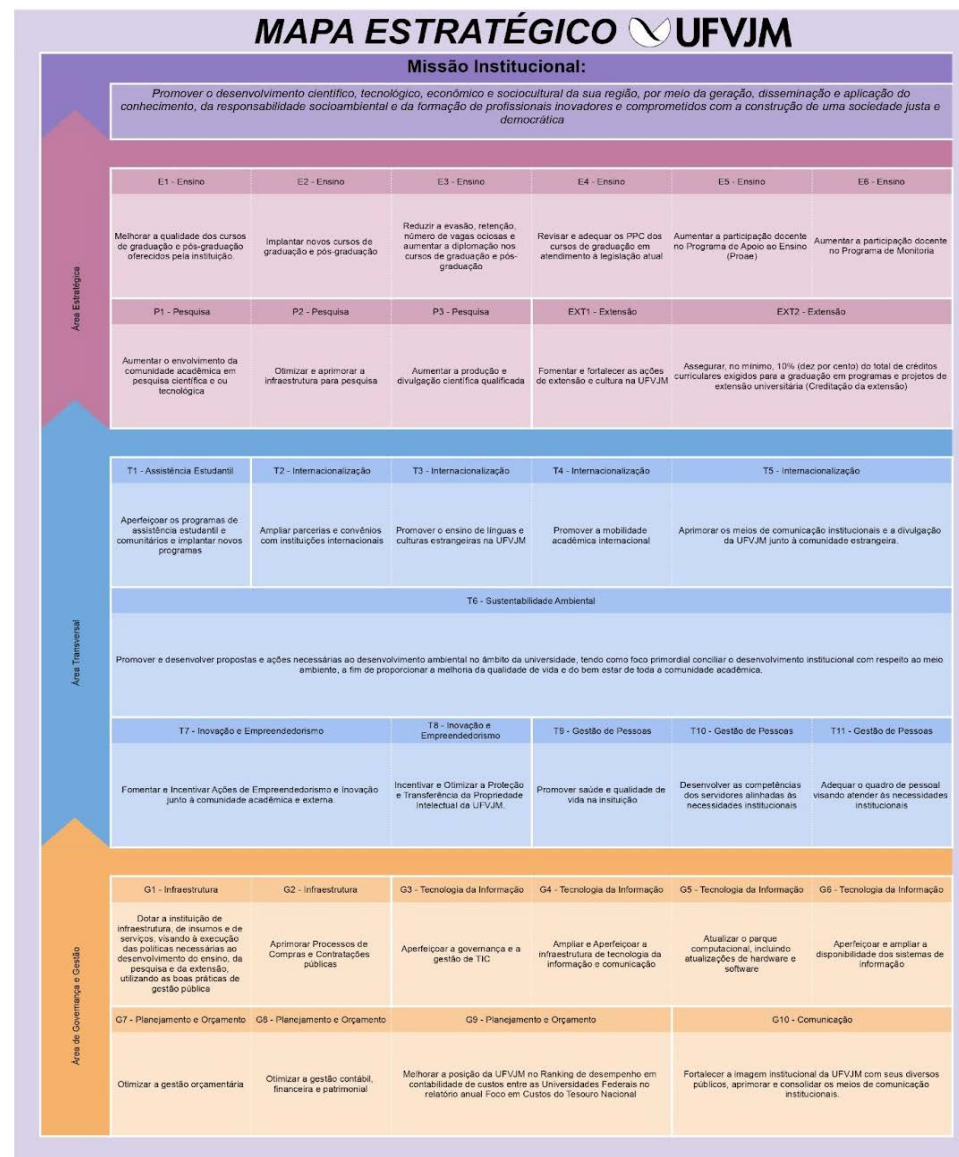 MAPA ESTRATÉGICO UFVJM
Missão Institucional:
Promover o desenvolvimento científico, tecnológico, econômico e sociocultural da sua região, por meio da geração, disseminação e aplicação do
conhecimento, da responsabilidade socioambiental e da formação de profissionais inovadores e comprometidos com a construção de uma sociedade justa e
democrática
Área Estratégica
E1 - Ensino
E2 - Ensino
E3 - Ensino
E4 - Ensino
E5 - Ensino
E6 - Ensino
Melhorar a qualidade dos cursos
de graduação e pós-graduação
oferecidos pela instituição.
Implantar novos cursos de
graduação e pós-graduação
Reduzir a evasão, retenção,
número de vagas ociosas e
aumentar a diplomação nos
cursos de graduação e pós-
graduação
Revisar e adequar os PPC dos
cursos de graduação em
atendimento à legislação atual
Aumentar a participação docente
no Programa de Apoio ao Ensino
(Proae)
Aumentar a participação docente
no Programa de Monitoria
P1 - Pesquisa
P2 - Pesquisa
P3 - Pesquisa
EXT1 - Extensão
EXT2 - Extensão
Aumentar o envolvimento da
comunidade acadêmica em
pesquisa científica e ou
tecnológica
Otimizar e aprimorar a
infraestrutura para pesquisa
Aumentar a produção e
divulgação científica qualificada
Fomentar e fortalecer as ações
de extensão e cultura na UFVJM
Assegurar, no mínimo, 10% (dez por cento) do total de créditos
curriculares exigidos para a graduação em programas e projetos de
extensão universitária (Creditação da extensão)
Área Transversal
T1 - Assistência Estudantil
T2 - Internacionalização
T3 - Internacionalização
T4 - Internacionalização
T5 - Internacionalização
Aperfeiçoar os programas de
assistência estudantil e
comunitários e implantar novos
programas
Ampliar parcerias e convênios
com instituições internacionais
Promover o ensino de línguas e
culturas estrangeiras na UFVJM
Promover a mobilidade
acadêmica internacional
Aprimorar os meios de comunicação institucionais e a divulgação
da UFVJM junto à comunidade estrangeira.
T6 - Sustentabilidade Ambiental
Promover e desenvolver propostas e ações necessárias ao desenvolvimento ambiental no âmbito da universidade, tendo como foco primordial conciliar o desenvolvimento institucional com respeito ao meio
ambiente, a fim de proporcionar a melhoria da qualidade de vida e do bem estar de toda a comunidade acadêmica.
T7 - Inovação e Empreendedorismo
T8 - Inovação e
Empreendedorismo
T9 - Gestão de Pessoas
T10 - Gestão de Pessoas
T11 - Gestão de Pessoas
Fomentar e Incentivar Ações de Empreendedorismo e Inovação
junto à comunidade acadêmica e externa
Incentivar e Otimizar a Proteção
e Transferência da Propriedade
Intelectual da UFVJM.
Promover saúde e qualidade de
vida na insituição
Desenvolver as competências
dos servidores alinhadas às
necessidades institucionais
Adequar o quadro de pessoal
visando atender às necessidades
institucionais
Área de Governança e Gestão
G1 - Infraestrutura
G2 - Infraestrutura
G3 - Tecnologia da Informação
G4 - Tecnologia da Informação
G5 - Tecnologia da Informação
G6 - Tecnologia da Informação
Dotar a instituição de
infraestrutura, de insumos e de
serviços, visando à execução
das políticas necessárias ao
desenvolvimento do ensino, da
pesquisa e da extensão,
utilizando as boas práticas de
gestão pública
Aprimorar Processos de
Compras e Contratações
públicas
Aperfeiçoar a governança e a
gestão de TIC
Ampliar e Aperfeiçoar a
infraestrutura de tecnologia da
informação e comunicação
Atualizar o parque
computacional, incluindo
atualizações de hardware e
software
Aperfeiçoar e ampliar a
disponibilidade dos sistemas de
informação
G7 - Planejamento e Orçamento
G8 - Planejamento e Orçamento
G9 - Planejamento e Orçamento
G10 - Comunicação
Otimizar a gestão orçamentária
Otimizar a gestão contábil,
financeira e patrimonial
Melhorar a posição da UFVJM no Ranking de desempenho em
contabilidade de custos entre as Universidades Federais no
relatório anual Foco em Custos do Tesouro Nacional
Fortalecer a imagem institucional da UFVJM com seus diversos
públicos, aprimorar e consolidar os meios de comunicação
institucionais.